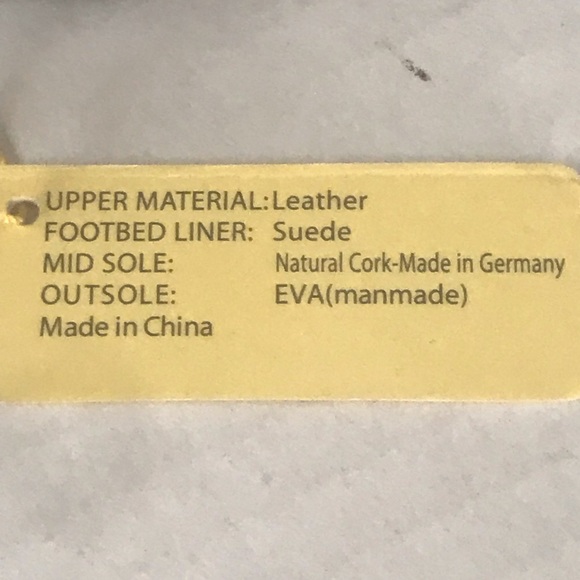 UPPER MATERIAL: Leather
FOOTBED LINER: Suede
MID SOLE: Natural Cork-Made in Germany
OUTSOLE: EVA(manmade)
Made in China